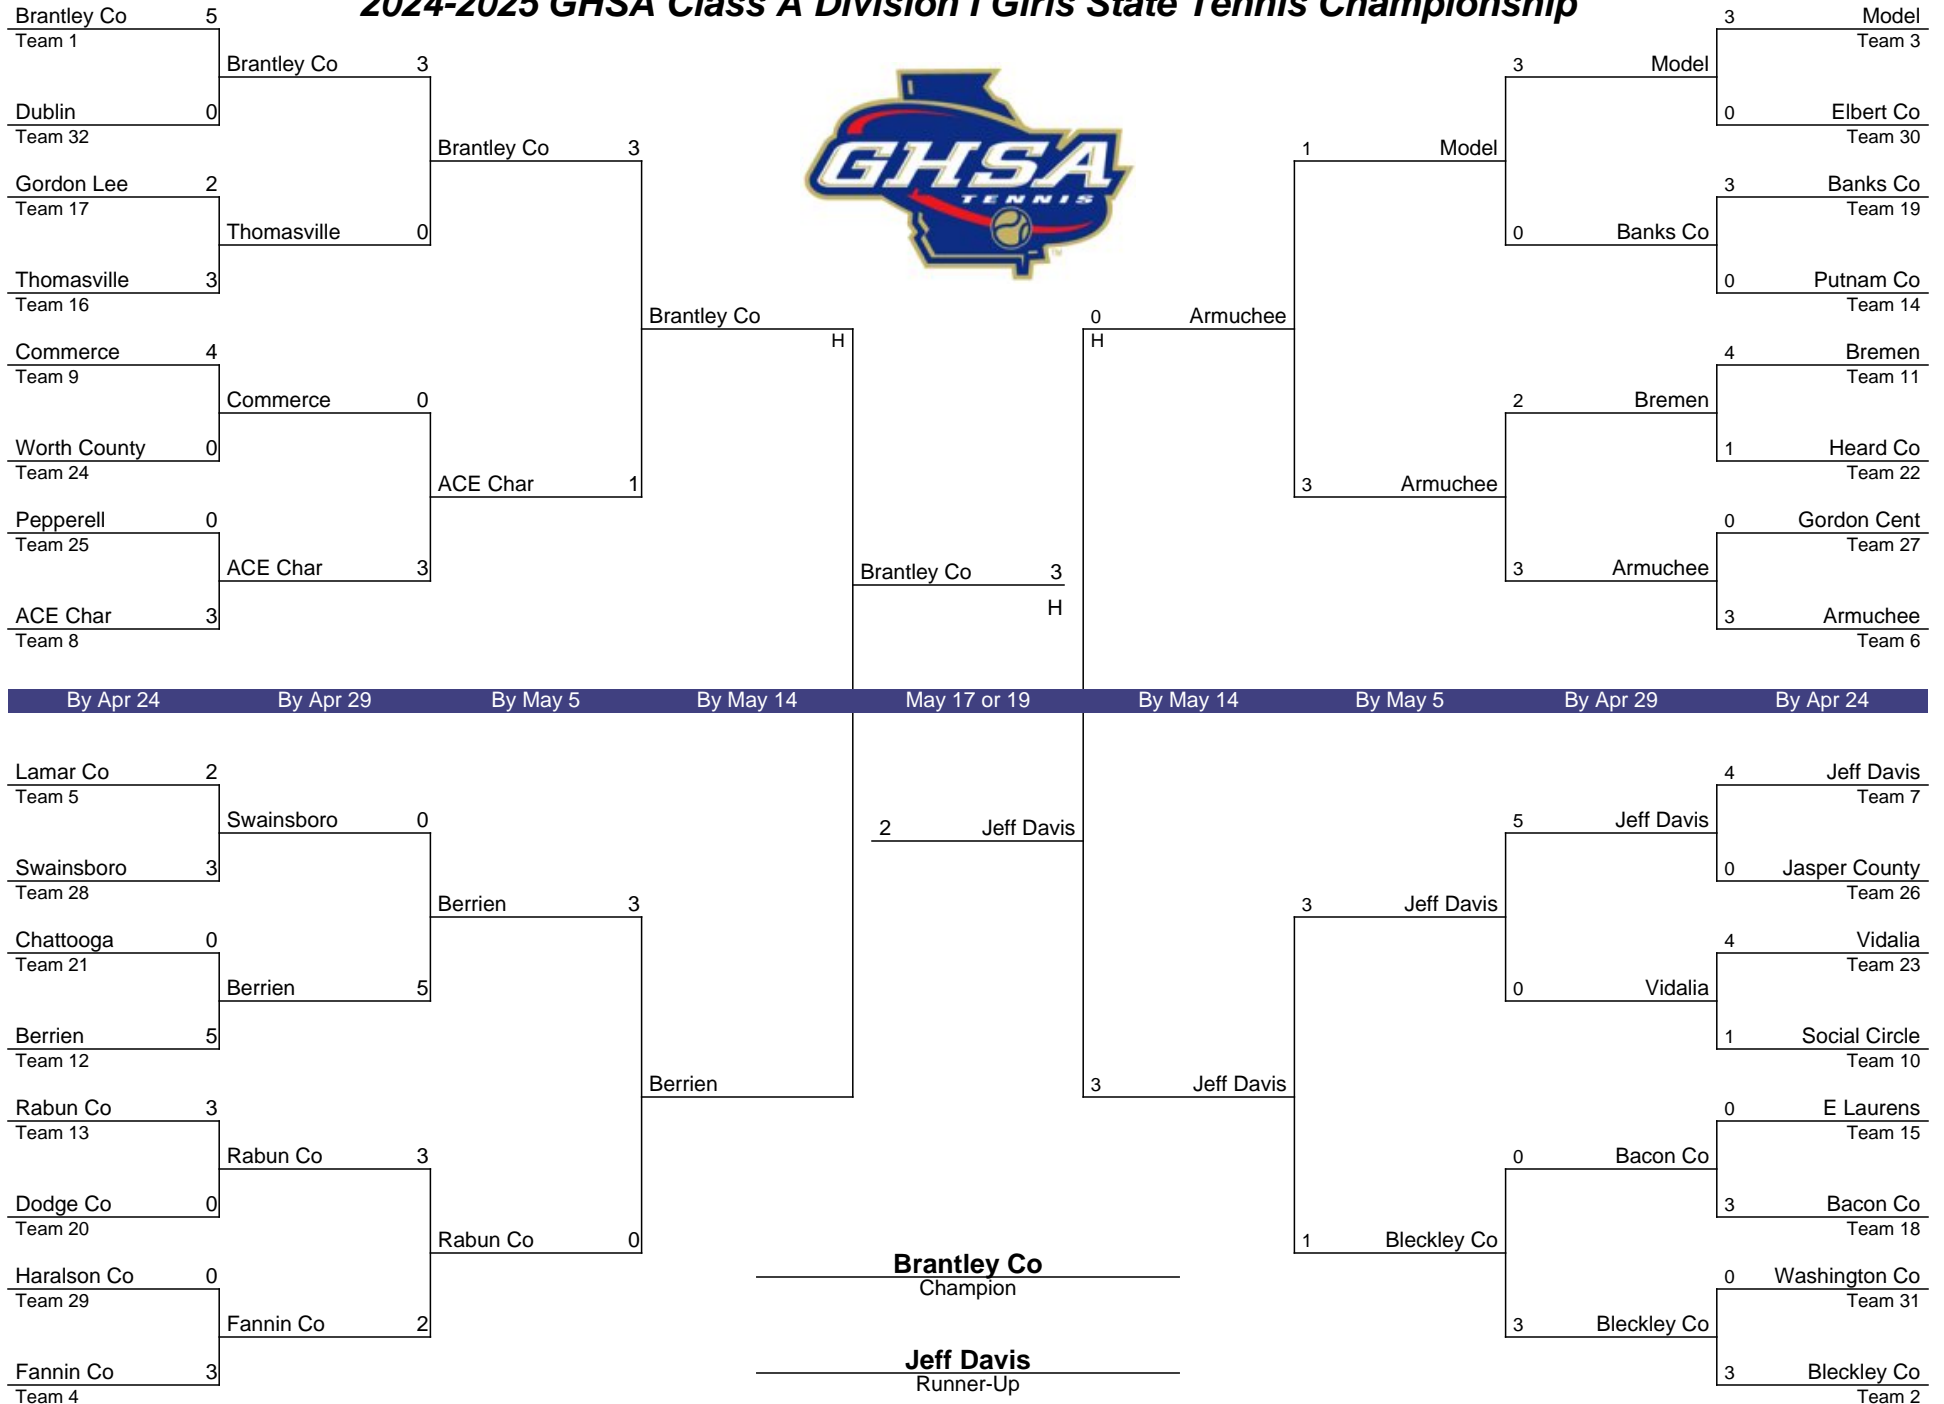 2024-2025 GHSA Class A Division I Girls State Tennis Championship
GHSA
TENNIS
TM
Brantley Co 5
Team 1
Dublin 0
Team 32
Gordon Lee 2
Team 17
Thomasville 3
Team 16
Commerce 4
Team 9
Worth County 0
Team 24
Pepperell 0
Team 25
ACE Char 3
Team 8
Brantley Co 3
Thomasville 0
Commerce 0
ACE Char 3
Brantley Co 3
ACE Char 1
Brantley Co
H
Brantley Co 3
H
0 Armuchee
H
1 Model
3 Armuchee
3 Model
0 Banks Co
2 Bremen
3 Armuchee
3 Model
Team 3
0 Elbert Co
Team 30
3 Banks Co
Team 19
0 Putnam Co
Team 14
4 Bremen
Team 11
1 Heard Co
Team 22
0 Gordon Cent
Team 27
3 Armuchee
Team 6
By Apr 24 By Apr 29 By May 5 By May 14 May 17 or 19 By May 14 By May 5 By Apr 29 By Apr 24
Lamar Co 2
Team 5
Swainsboro 3
Team 28
Chattooga 0
Team 21
Berrien 5
Team 12
Rabun Co 3
Team 13
Dodge Co 0
Team 20
Haralson Co 0
Team 29
Fannin Co 3
Team 4
Swainsboro 0
Berrien 5
Rabun Co 3
Fannin Co 2
Berrien 3
Rabun Co 0
Berrien
2 Jeff Davis
3 Jeff Davis
3 Jeff Davis
1 Bleckley Co
5 Jeff Davis
0 Vidalia
0 Bacon Co
3 Bleckley Co
4 Jeff Davis
Team 7
0 Jasper County
Team 26
4 Vidalia
Team 23
1 Social Circle
Team 10
0 E Laurens
Team 15
3 Bacon Co
Team 18
0 Washington Co
Team 31
3 Bleckley Co
Team 2
Brantley Co
Champion
Jeff Davis
Runner-Up